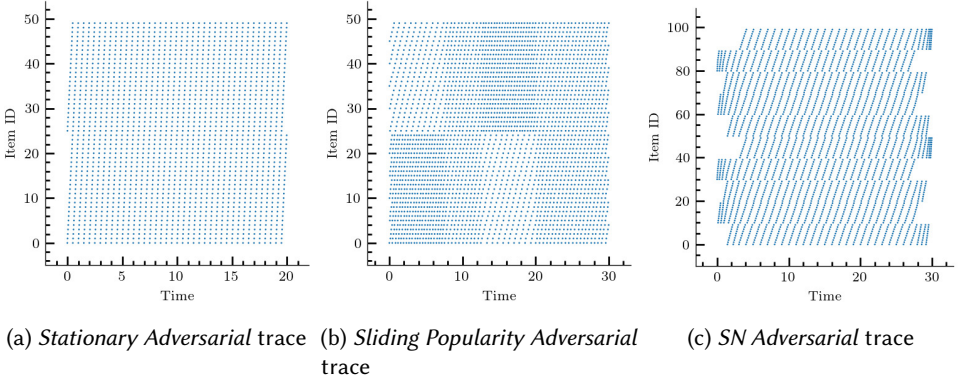 50
40
30
20
10
0
Item ID
0 5 10 15 20
Time
50
40
30
20
10
0
Item ID
0 10 20 30
Time
100
80
60
40
20
0
Item ID
0 10 20 30
Time
(a) Stationary Adversarial trace
(b) Sliding Popularity Adversarial
trace
(c) SN Adversarial trace